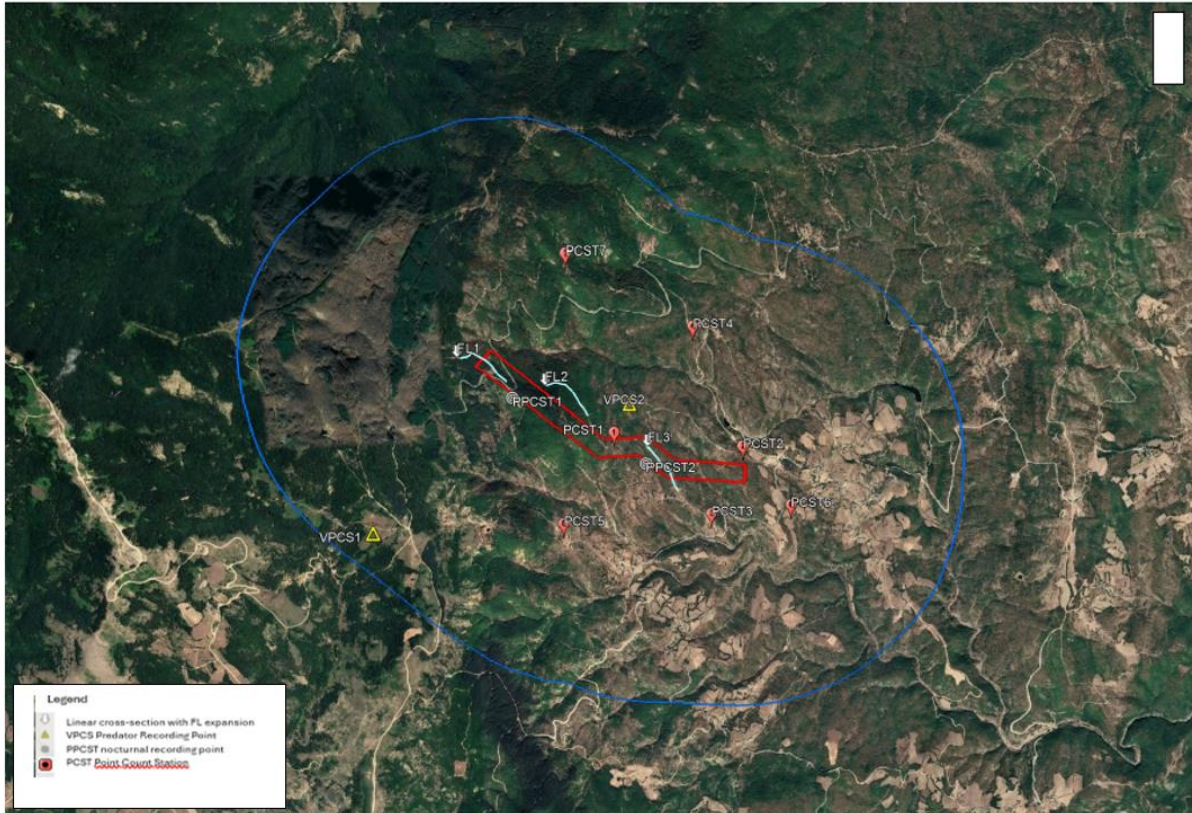 PCST7
PCST4
FL1
FL2
PPCST1
VPCS2
PCST1
FL3
PCST2
PPCST2
PCST6
PCST3
PCST5
VPCS1
Legend
Linear cross-section with FL expansion
VPCS Predator Recording Point
PPCST nocturnal recording point
PCST Point Count Station